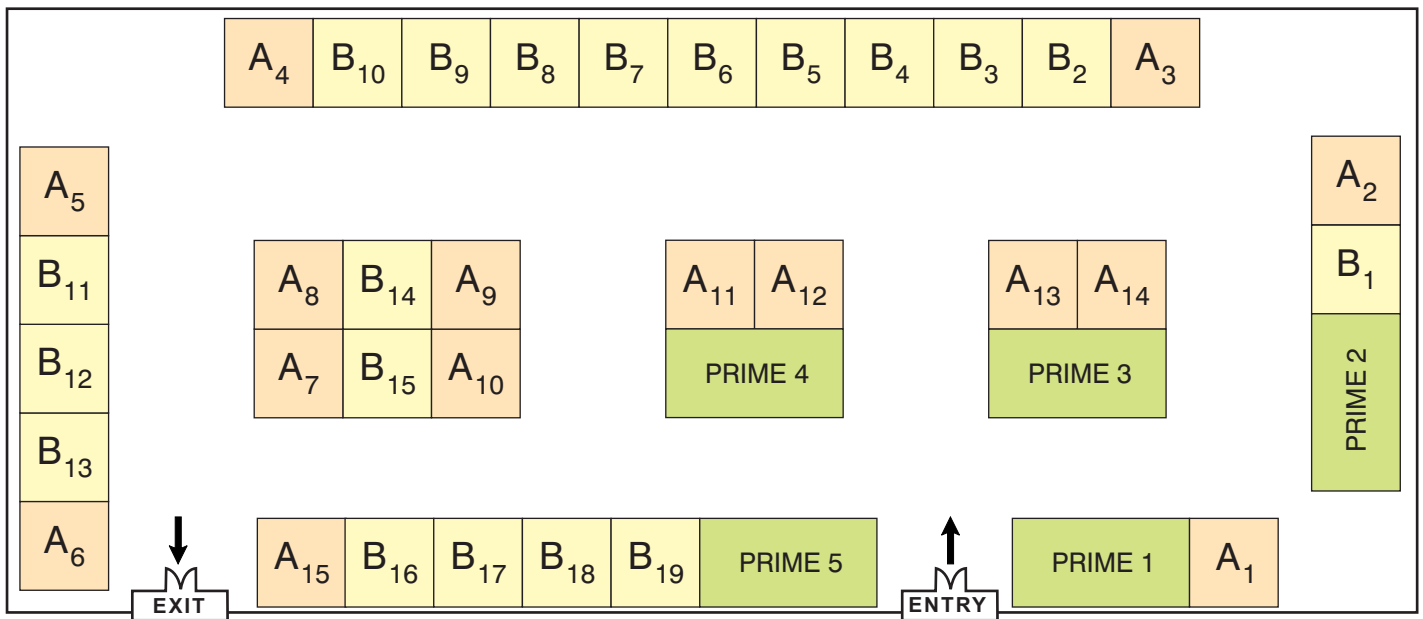 A4 B10 B9 B8 B7 B6 B5 B4 B3 B2 A3
A5
B11
B12
B13
A6
A8 B14 A9
A7 B15 A10
A11 A12
PRIME 4
A13 A14
PRIME 3
A2
B1
PRIME 2
A15 B16 B17 B18 B19 PRIME 5
PRIME 1 A1
EXIT
ENTRY